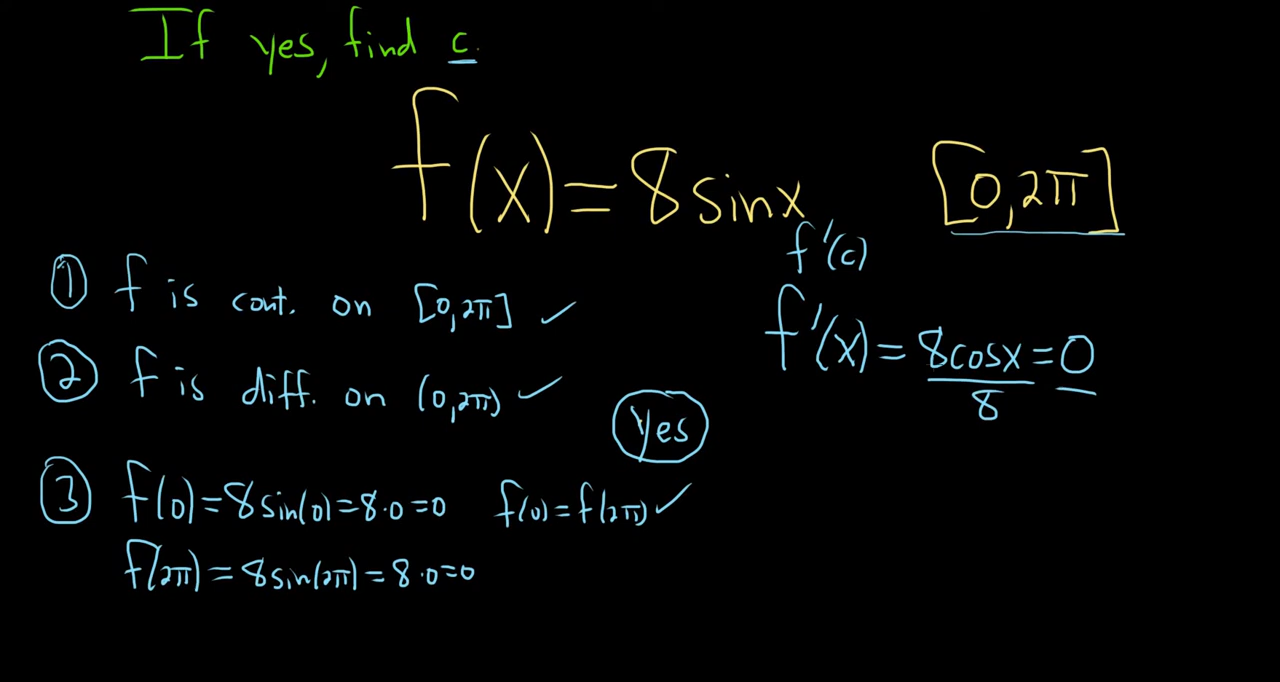 If yes, find c.
f(x)=8sinx [0,2π]
① f is cont. on [0,2π] ✓
② f is diff. on (0,2π) ✓
③ f(0)=8sin(0)=8·0=0 f(0)=f(2π) ✓
f(2π)=8sin(2π)=8·0=0
Yes
f'(c)
f'(x)=8cosx=0
8